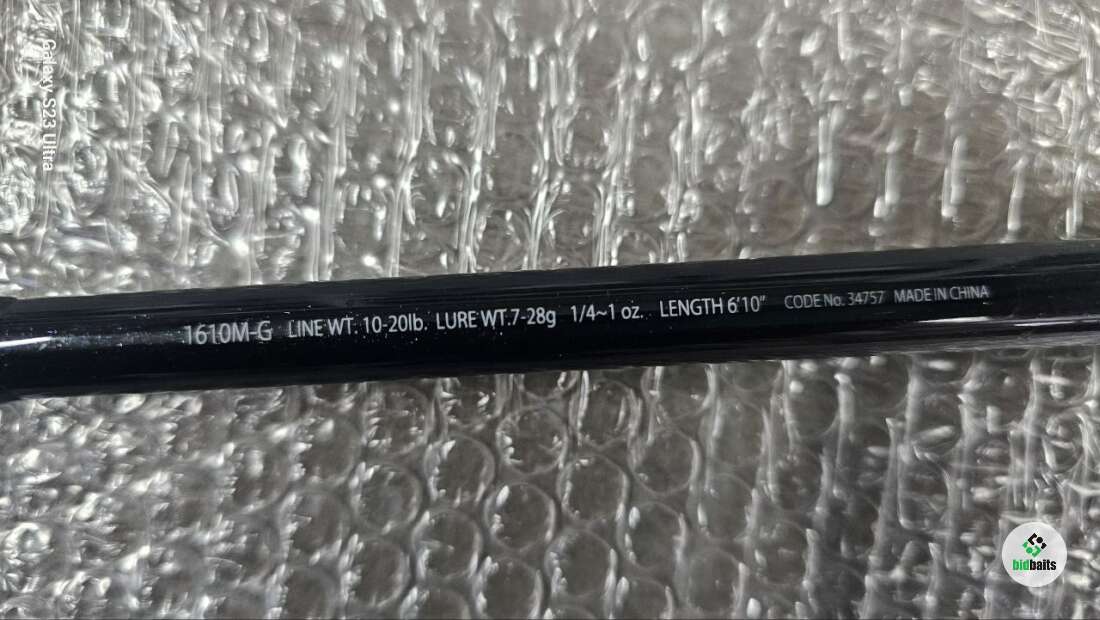 Galaxy S23 Ultra
1610M-G LINE WT. 10-20lb. LURE WT.7-28g 1/4~1 oz. LENGTH 6'10" CODE No. 34757 MADE IN CHINA
bidbaits